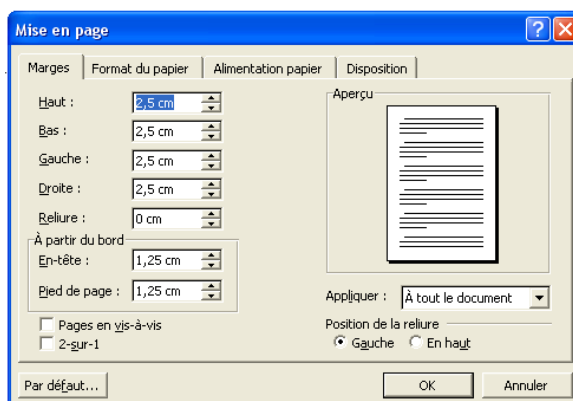 Mise en page
Marges Format du papier Alimentation papier Disposition
Haut : 2,5 cm
Bas : 2,5 cm
Gauche : 2,5 cm
Droite : 2,5 cm
Reliure : 0 cm
À partir du bord
En-tête : 1,25 cm
Pied de page : 1,25 cm
Pages en vis-à-vis
2-sur-1
Aperçu
Appliquer : À tout le document
Position de la reliure
Gauche En haut
Par défaut... OK Annuler